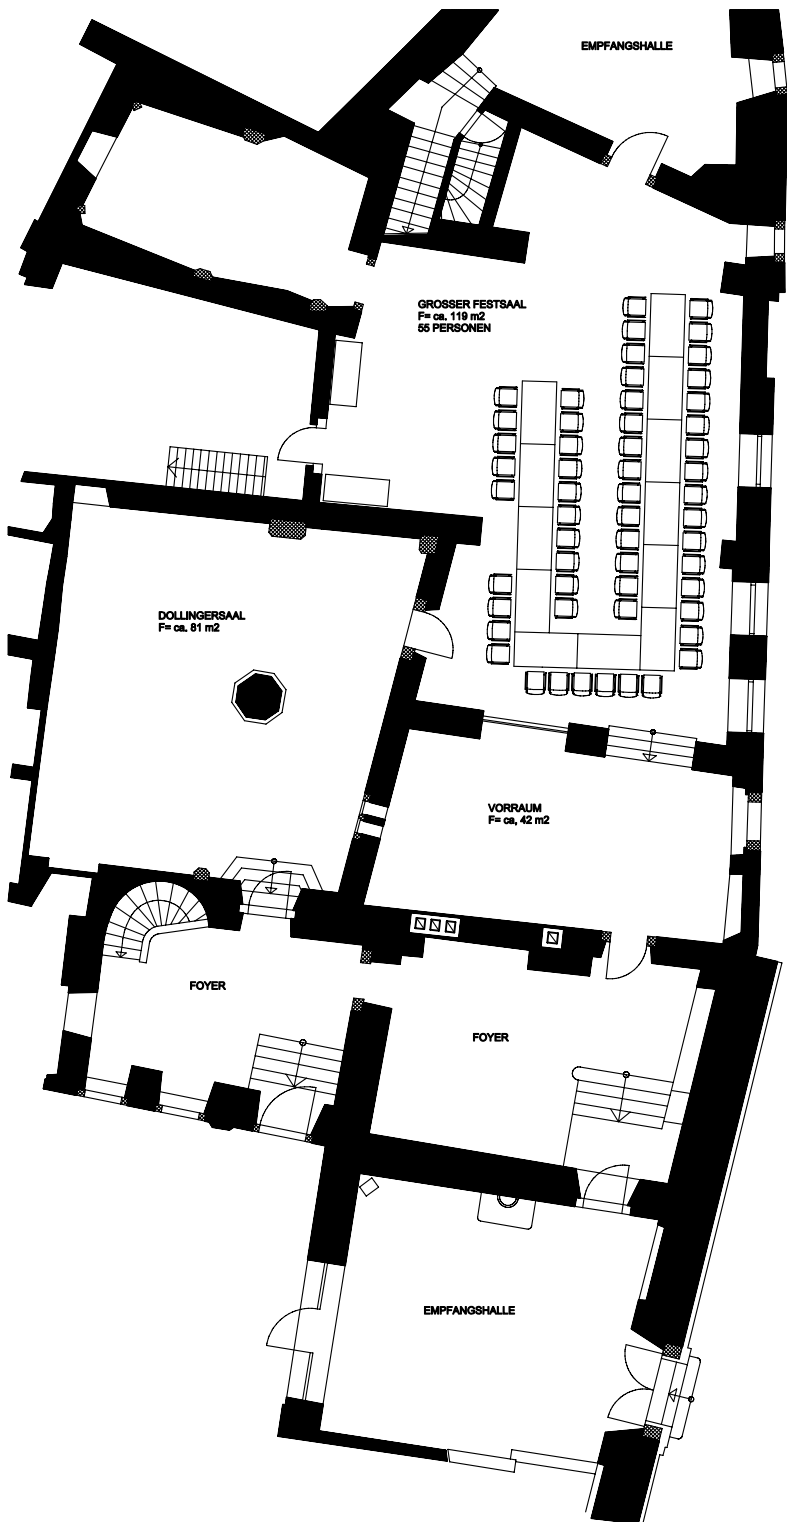 EMPFANGSHALLE
GROSSER FESTSAAL
F= ca. 119 m2
55 PERSONEN
DOLLINGERSAAL
F= ca. 81 m2
VORRAUM
F= ca, 42 m2
FOYER
FOYER
EMPFANGSHALLE